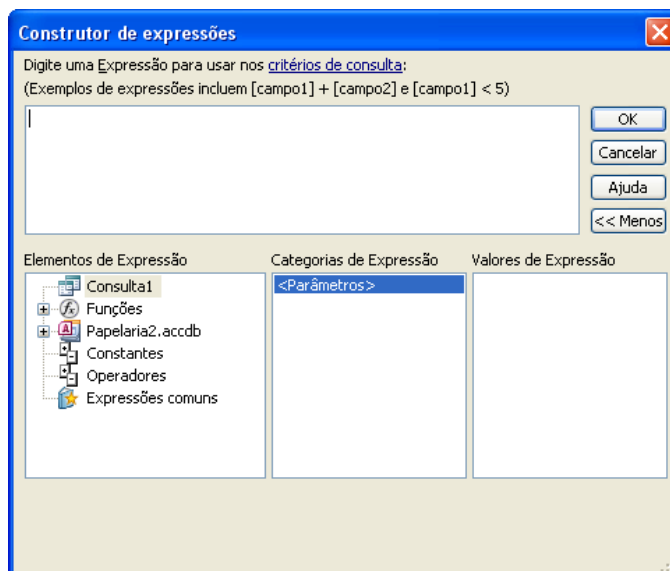 Construtor de expressões
Digite uma Expressão para usar nos critérios de consulta:
(Exemplos de expressões incluem [campo1] + [campo2] e [campo1] < 5)
OK
Cancelar
Ajuda
<< Menos
Elementos de Expressão
Categorias de Expressão
Valores de Expressão
Consulta1
Funções
Papelaria2.accdb
Constantes
Operadores
Expressões comuns
<Parâmetros>